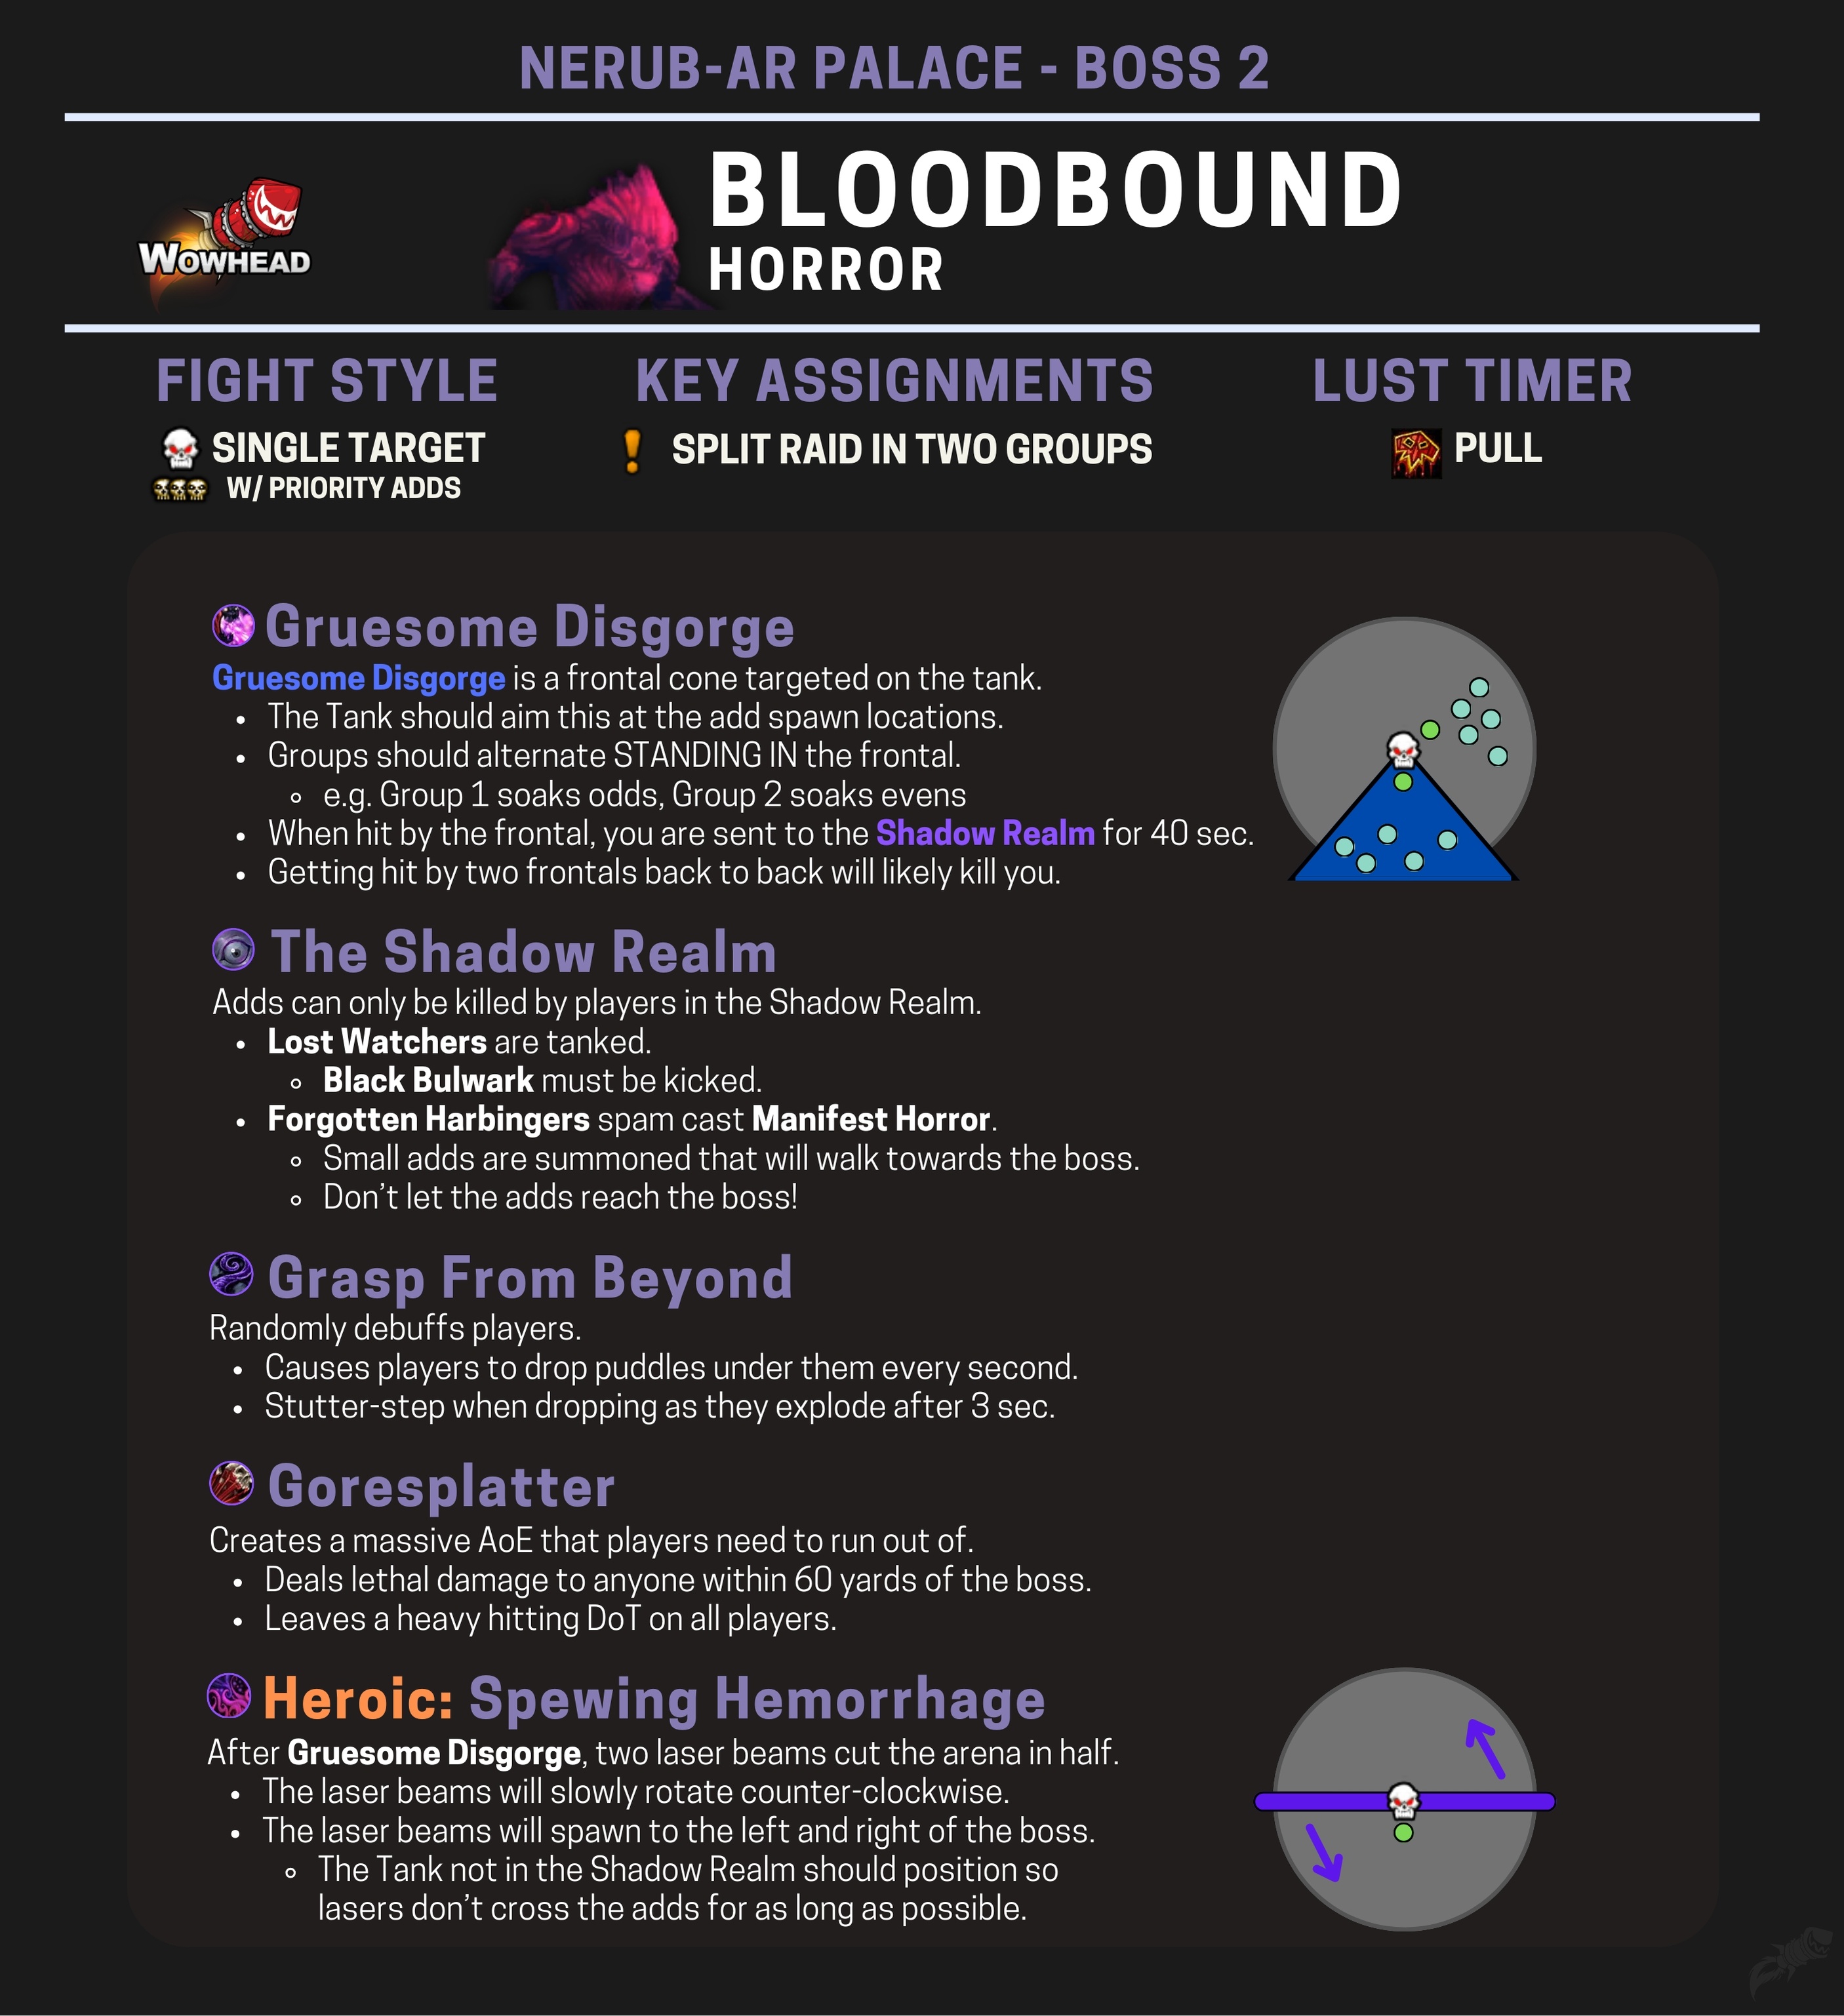 NERUB-AR PALACE - BOSS 2
WOWHEAD
BLOODBOUND
HORROR
FIGHT STYLE
SINGLE TARGET
W/ PRIORITY ADDS
KEY ASSIGNMENTS
SPLIT RAID IN TWO GROUPS
LUST TIMER
PULL
Gruesome Disgorge
Gruesome Disgorge is a frontal cone targeted on the tank.
• The Tank should aim this at the add spawn locations.
• Groups should alternate STANDING IN the frontal.
◦ e.g. Group 1 soaks odds, Group 2 soaks evens
• When hit by the frontal, you are sent to the Shadow Realm for 40 sec.
• Getting hit by two frontals back to back will likely kill you.
The Shadow Realm
Adds can only be killed by players in the Shadow Realm.
• Lost Watchers are tanked.
◦ Black Bulwark must be kicked.
• Forgotten Harbingers spam cast Manifest Horror.
◦ Small adds are summoned that will walk towards the boss.
◦ Don’t let the adds reach the boss!
Grasp From Beyond
Randomly debuffs players.
• Causes players to drop puddles under them every second.
• Stutter-step when dropping as they explode after 3 sec.
Goresplatter
Creates a massive AoE that players need to run out of.
• Deals lethal damage to anyone within 60 yards of the boss.
• Leaves a heavy hitting DoT on all players.
Heroic: Spewing Hemorrhage
After Gruesome Disgorge, two laser beams cut the arena in half.
• The laser beams will slowly rotate counter-clockwise.
• The laser beams will spawn to the left and right of the boss.
◦ The Tank not in the Shadow Realm should position so
lasers don’t cross the adds for as long as possible.